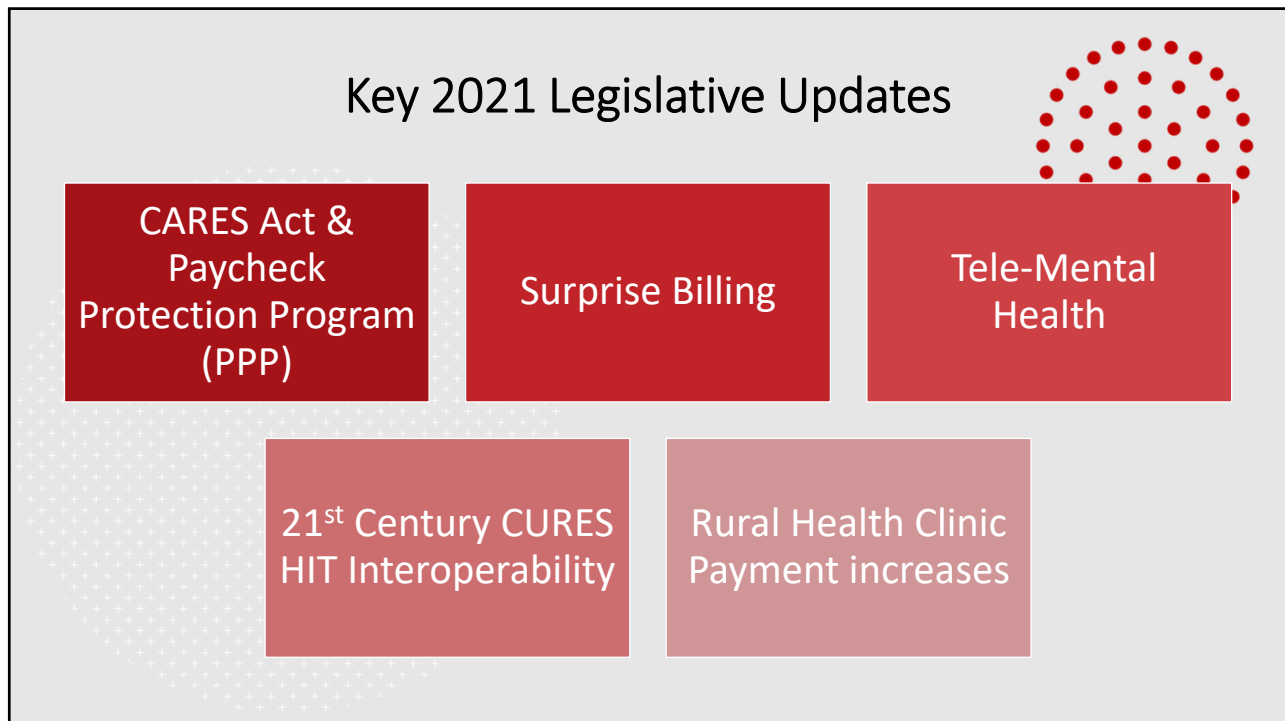 Key 2021 Legislative Updates
CARES Act &
Paycheck
Protection Program
(PPP)
Surprise Billing
Tele-Mental
Health
21st Century CURES
HIT Interoperability
Rural Health Clinic
Payment increases